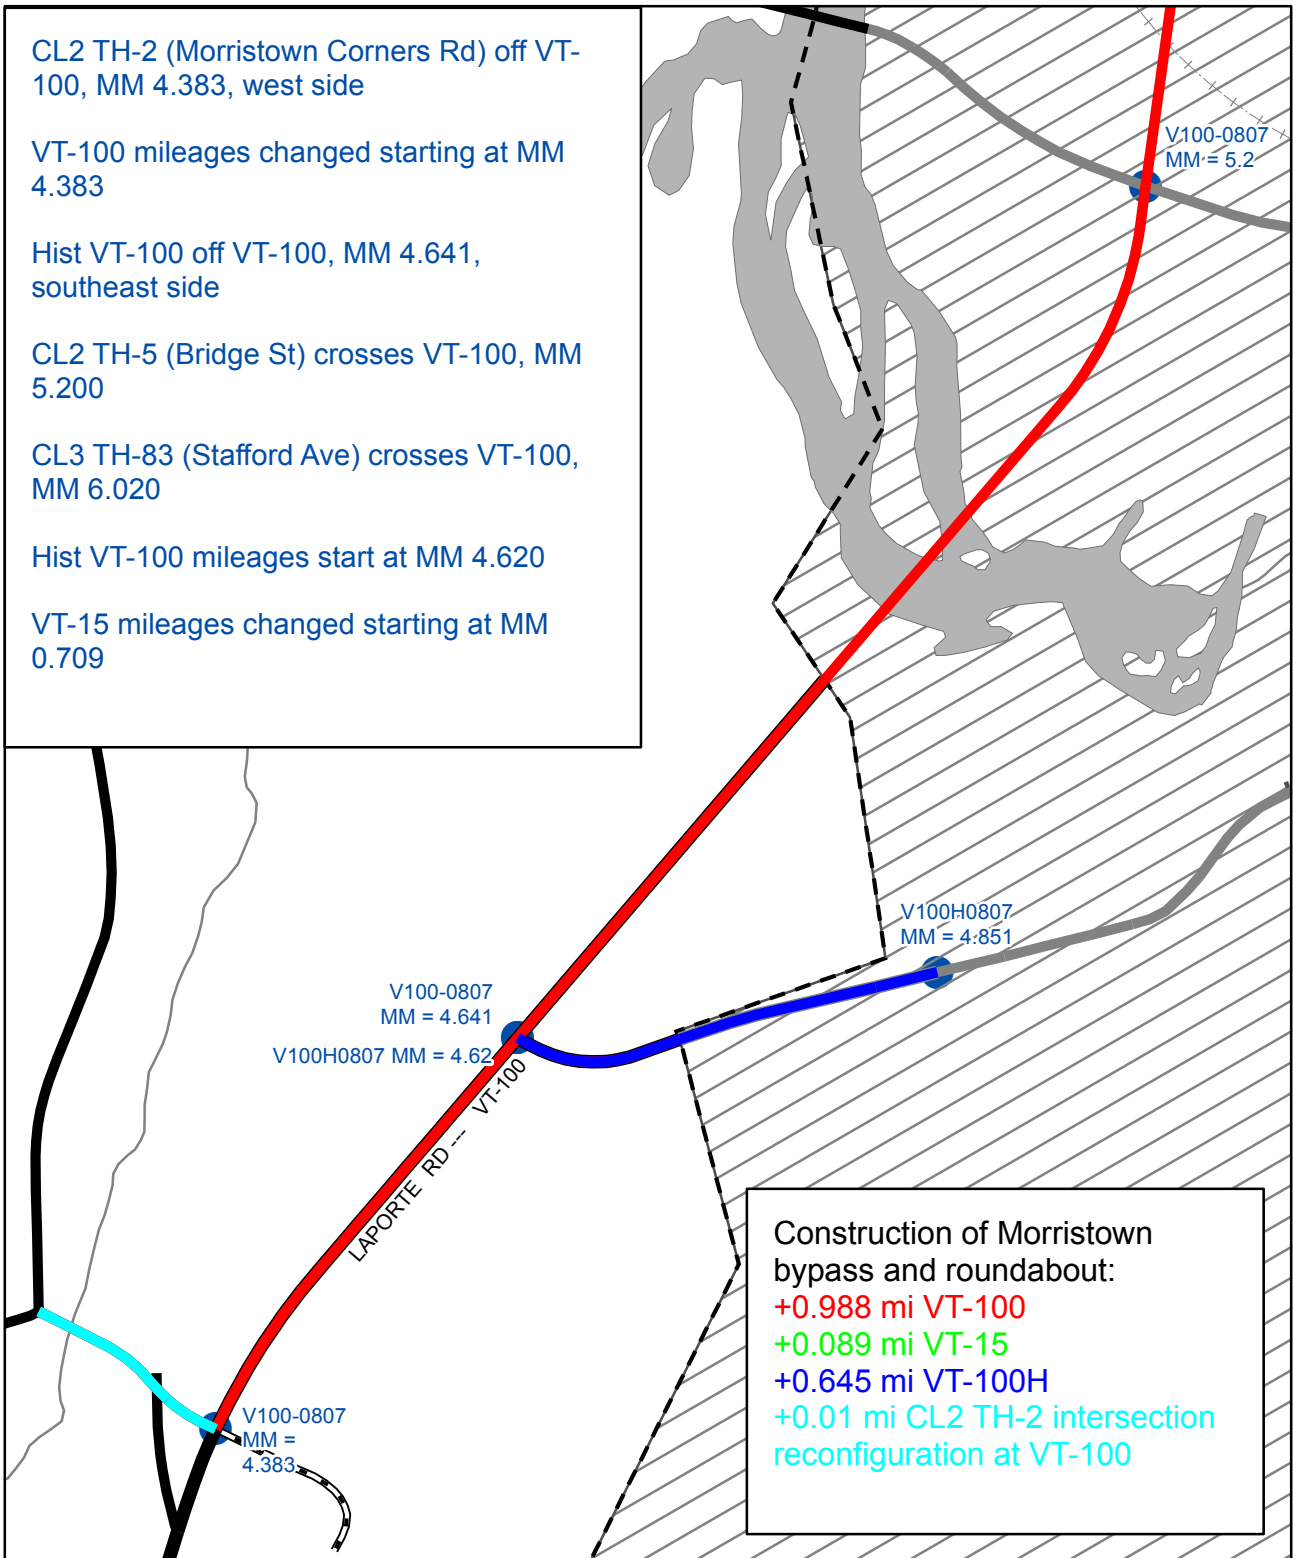 CL2 TH-2 (Morristown Corners Rd) off VT-
100, MM 4.383, west side
VT-100 mileages changed starting at MM
4.383
Hist VT-100 off VT-100, MM 4.641,
southeast side
CL2 TH-5 (Bridge St) crosses VT-100, MM
5.200
CL3 TH-83 (Stafford Ave) crosses VT-100,
MM 6.020
Hist VT-100 mileages start at MM 4.620
VT-15 mileages changed starting at MM
0.709
V100-0807
MM = 5.2
V100H0807
MM = 4.851
V100-0807
MM = 4.641
V100H0807 MM = 4.62
LAPORTE RD --- VT-100
V100-0807
MM =
4.383
Construction of Morristown
bypass and roundabout:
+0.988 mi VT-100
+0.089 mi VT-15
+0.645 mi VT-100H
+0.01 mi CL2 TH-2 intersection
reconfiguration at VT-100